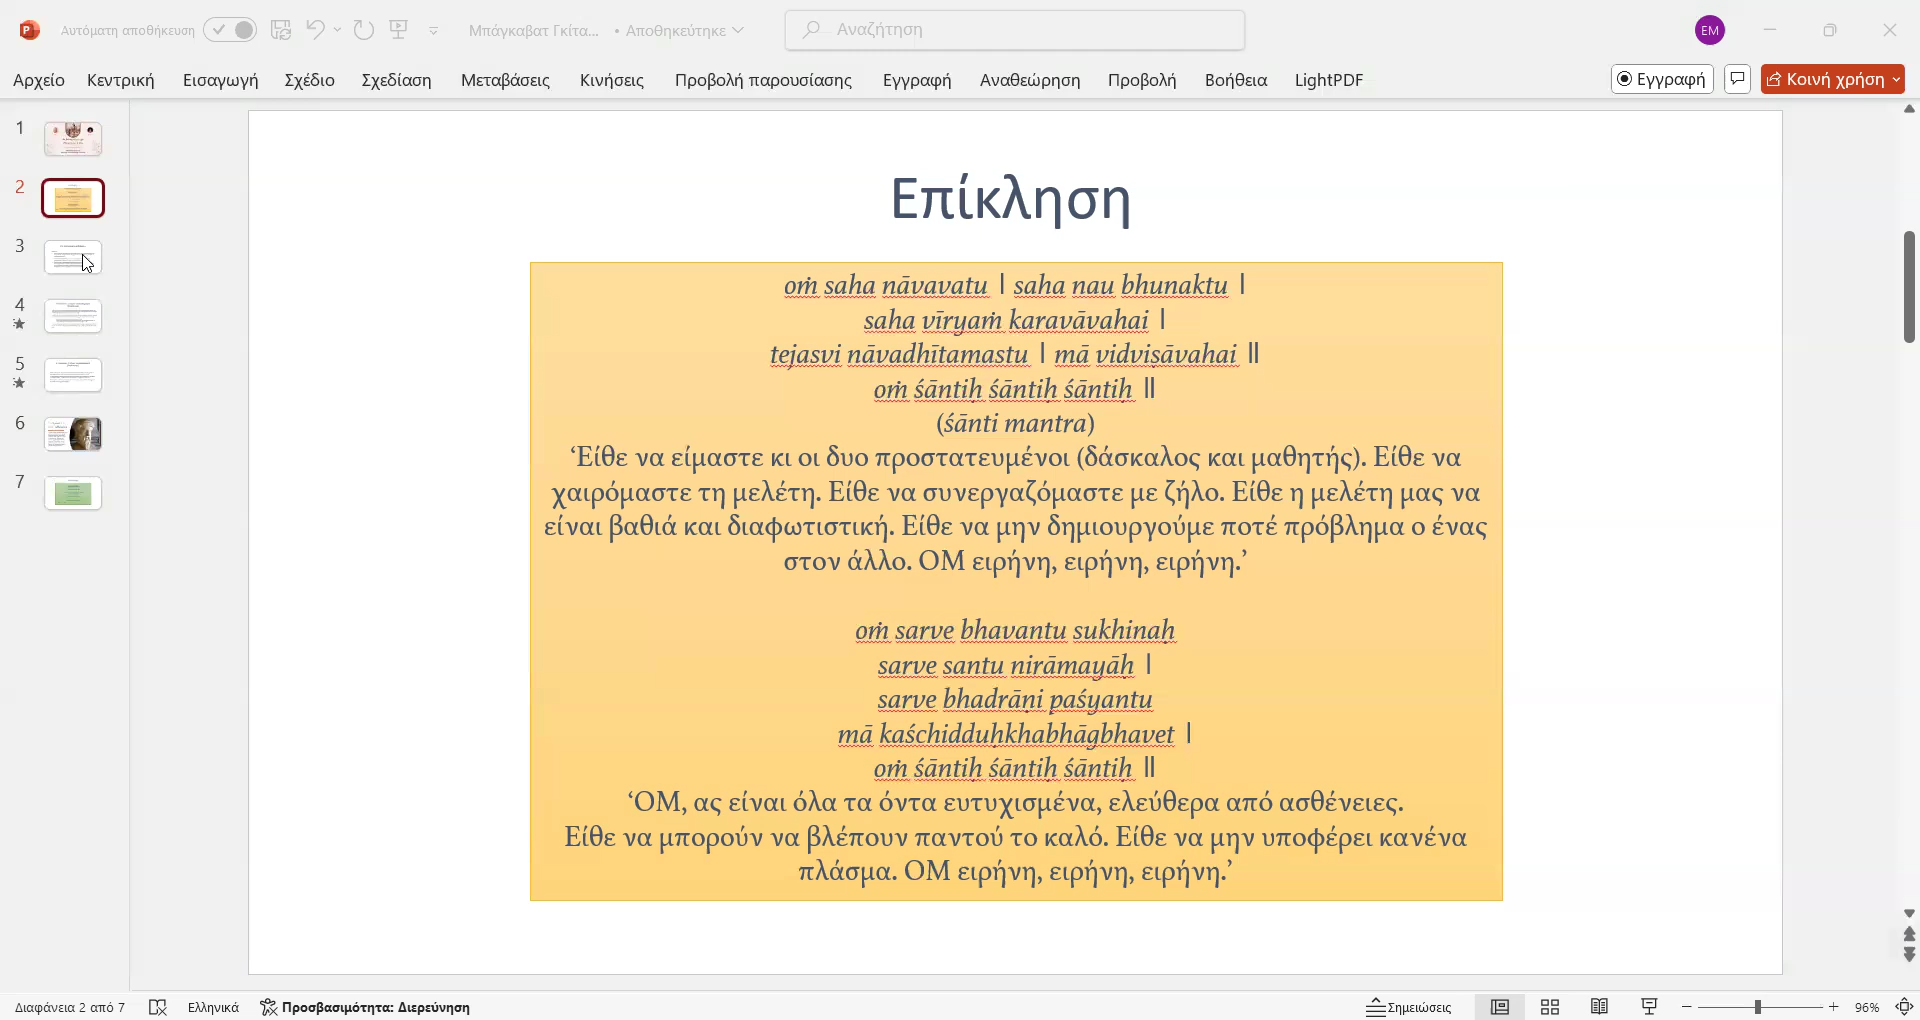 Αυτόματη αποθήκευση
Μπάγκαβατ Γκίτα... • Αποθηκεύτηκε
Αναζήτηση
EM
Αρχείο Κεντρική Εισαγωγή Σχέδιο Σχεδίαση Μεταβάσεις Κινήσεις Προβολή παρουσίασης Εγγραφή Αναθεώρηση Προβολή Βοήθεια LightPDF
Εγγραφή
Κοινή χρήση
1
2
3
4
5
6
7
Επίκληση
oṁ saha nāvavatu | saha nau bhunaktu |
saha vīryaṁ karavāvahai |
tejasvi nāvadhītamastu | mā vidviṣāvahai ||
oṁ śāntiḥ śāntiḥ śāntiḥ ||
(śānti mantra)
‘Είθε να είμαστε κι οι δυο προστατευμένοι (δάσκαλος και μαθητής). Είθε να
χαιρόμαστε τη μελέτη. Είθε να συνεργαζόμαστε με ζήλο. Είθε η μελέτη μας να
είναι βαθιά και διαφωτιστική. Είθε να μην δημιουργούμε ποτέ πρόβλημα ο ένας
στον άλλο. ΟΜ ειρήνη, ειρήνη, ειρήνη.’
oṁ sarve bhavantu sukhinaḥ
sarve santu nirāmayāḥ |
sarve bhadrāṇi paśyantu
mā kaśchidduḥkhabhāgbhavet |
oṁ śāntiḥ śāntiḥ śāntiḥ ||
‘ΟΜ, ας είναι όλα τα όντα ευτυχισμένα, ελεύθερα από ασθένειες.
Είθε να μπορούν να βλέπουν παντού το καλό. Είθε να μην υποφέρει κανένα
πλάσμα. ΟΜ ειρήνη, ειρήνη, ειρήνη.’
Διαφάνεια 2 από 7
Ελληνικά
Προσβασιμότητα: Διερεύνηση
Σημειώσεις
96%